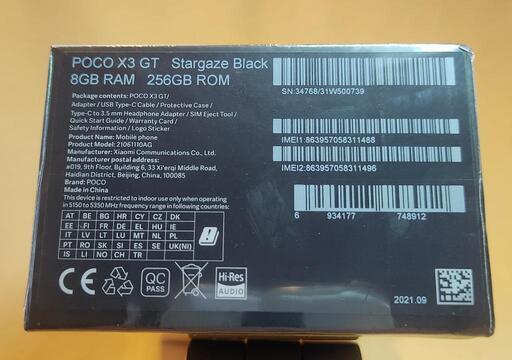 POCO X3 GT Stargaze Black
8GB RAM 256GB ROM
Package contents: POCO X3 GT/
Adapter / USB Type-C Cable / Protective Case /
Type-C to 3.5 mm Headphone Adapter / SIM Eject Tool /
Quick Start Guide / Warranty Card /
Safety Information / Logo Sticker
Product Name: Mobile phone
Product Model: 21061110AG
Manufacturer: Xiaomi Communications Co., Ltd.
Manufacturer postal address:
#019, 9th Floor, Building 6, 33 Xi'erqi Middle Road,
Haidian District, Beijing, China, 100085
Brand: POCO
Made in China
This device is restricted to indoor use only when operating
in 5150 to 5350 MHz frequency range in following countries:
AT BE BG HR CY CZ DK
EE FI FR DE EL HU IE
IT LV LT LU MT NL PL
PT RO SK SI ES SE UK(NI)
IS LI NO CH TR
CE
QC
PASS
Hi-Res
AUDIO
SN:34768/31W500739
IMEI1:863957058311488
IMEI2:863957058311496
6 934177 748912
2021.09